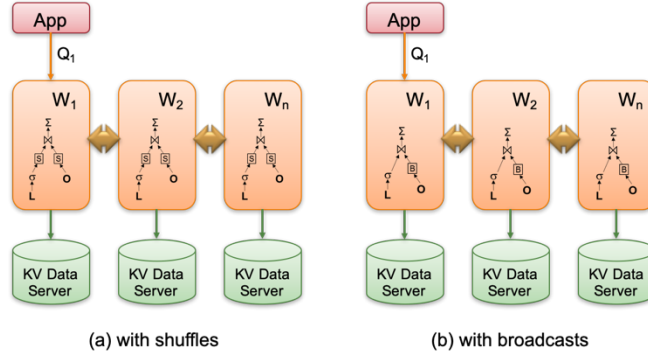 App
Q1
W1
W2
Wn
Σ
⋈
S S
σ
L
O
Σ
⋈
S S
σ
L
O
Σ
⋈
S S
σ
L
O
KV Data
Server
KV Data
Server
KV Data
Server
(a) with shuffles
App
Q1
W1
W2
Wn
Σ
⋈
B
σ
L
O
Σ
⋈
B
σ
L
O
Σ
⋈
B
σ
L
O
KV Data
Server
KV Data
Server
KV Data
Server
(b) with broadcasts